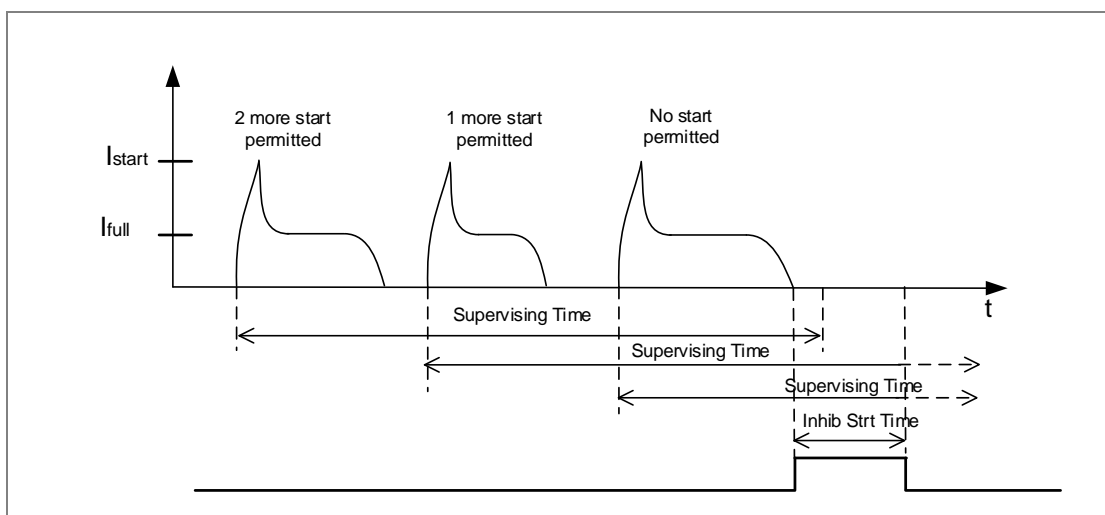 2 more start
permitted
1 more start
permitted
No start
permitted
Istart
Ifull
t
Supervising Time
Supervising Time
Supervising Time
Inhib Strt Time